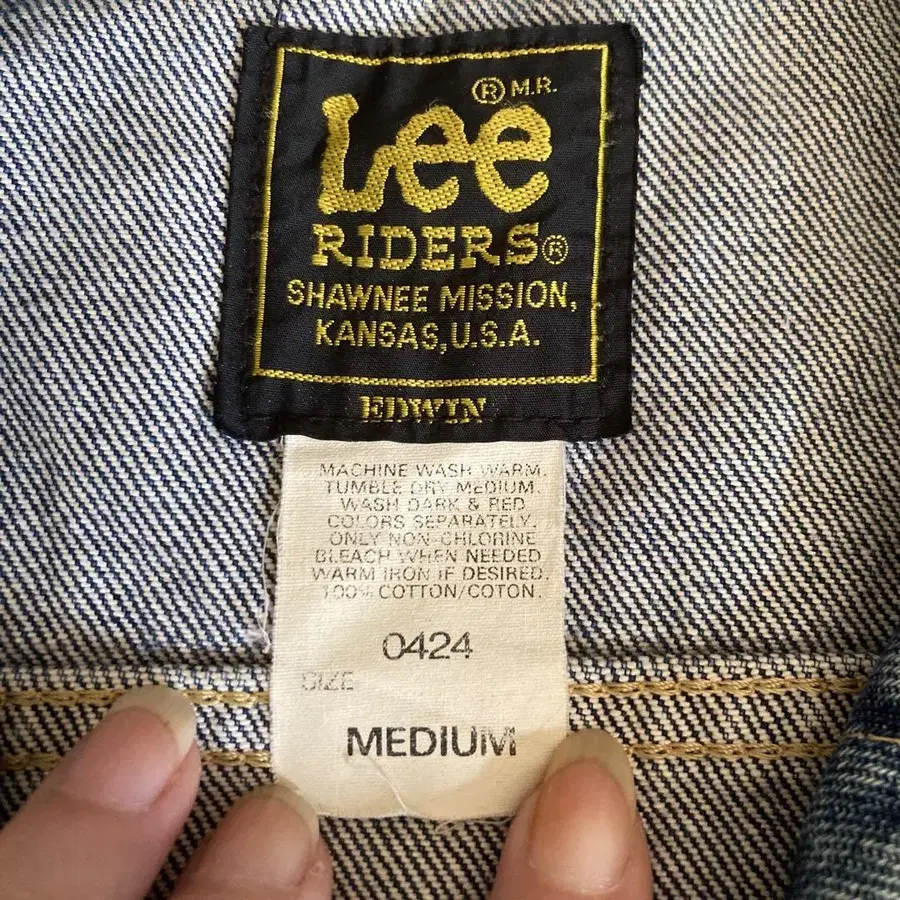 ® M.R.
Lee
RIDERS®
SHAWNEE MISSION,
KANSAS, U.S.A.
EDWIN
MACHINE WASH WARM.
TUMBLE DRY MEDIUM.
WASH DARK & RED
COLORS SEPARATELY.
ONLY NON-CHLORINE
BLEACH WHEN NEEDED
WARM IRON IF DESIRED.
100% COTTON/COTON.
0424
SIZE
MEDIUM